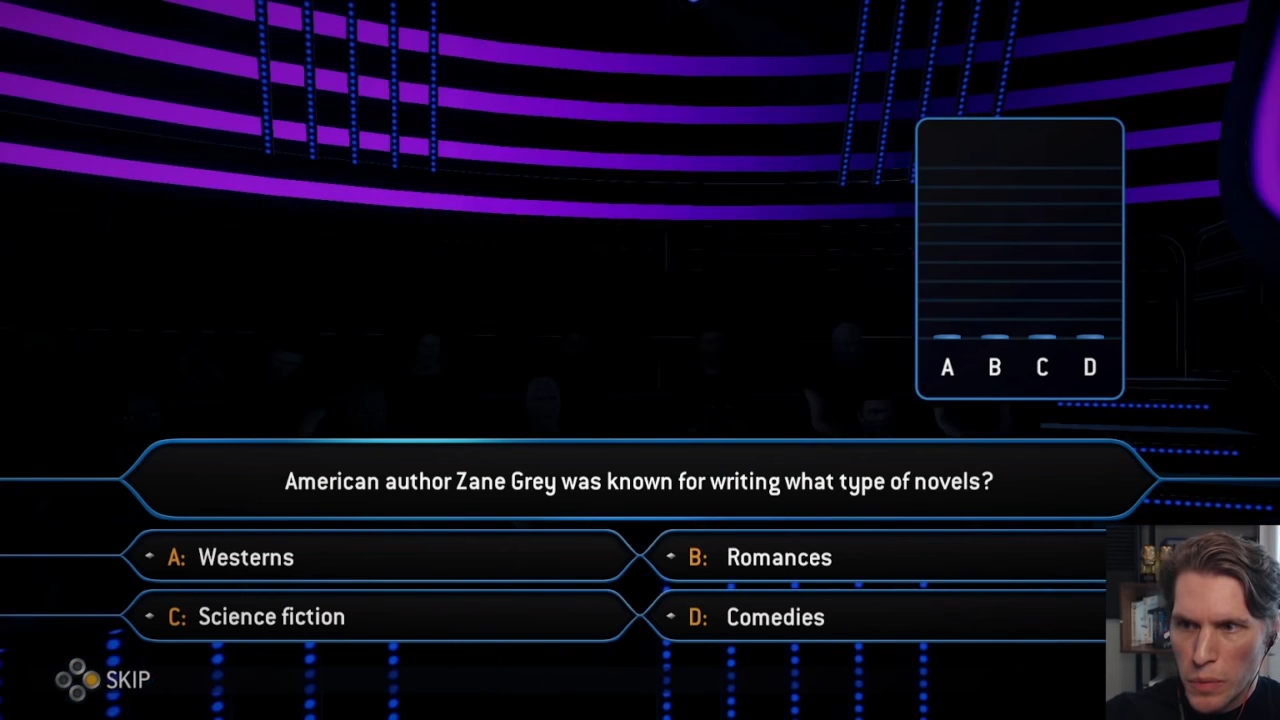 A B C D
American author Zane Grey was known for writing what type of novels?
A: Westerns
B: Romances
C: Science fiction
D: Comedies
SKIP